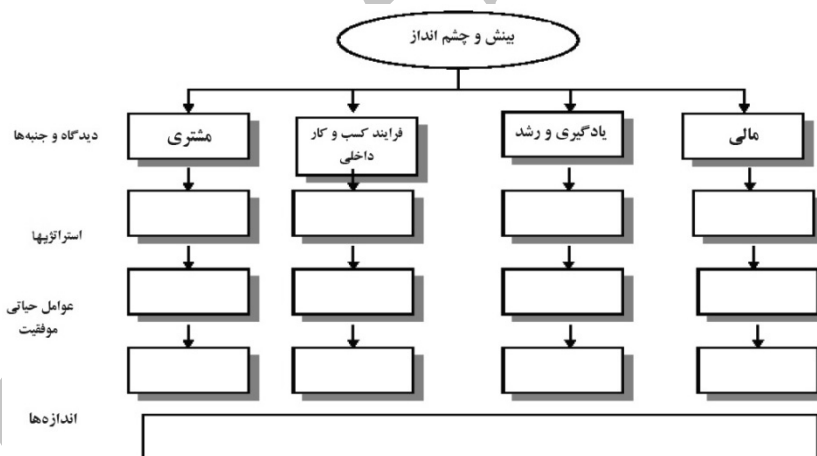 بینش و چشم انداز
دیدگاه و جنبه‌ها
مالی
یادگیری و رشد
فرایند کسب و کار
داخلی
مشتری
استراتژیها
عوامل حیاتی
موفقیت
اندازه‌ها